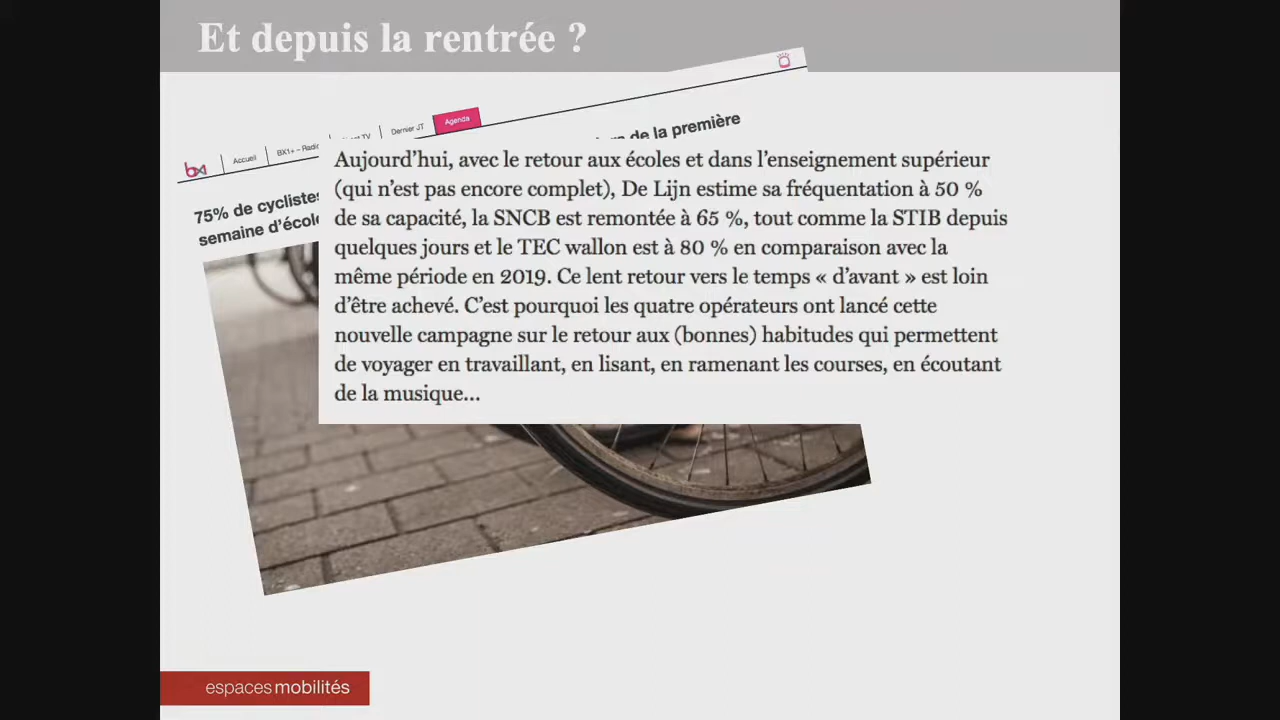 Et depuis la rentrée ?
Accueil
BX1+ – Radio
TV
Dernier JT
Agenda
75% de cyclistes
de la première
semaine d'écol
Aujourd'hui, avec le retour aux écoles et dans l'enseignement supérieur
(qui n'est pas encore complet), De Lijn estime sa fréquentation à 50 %
de sa capacité, la SNCB est remontée à 65 %, tout comme la STIB depuis
quelques jours et le TEC wallon est à 80 % en comparaison avec la
même période en 2019. Ce lent retour vers le temps « d'avant » est loin
d'être achevé. C'est pourquoi les quatre opérateurs ont lancé cette
nouvelle campagne sur le retour aux (bonnes) habitudes qui permettent
de voyager en travaillant, en lisant, en ramenant les courses, en écoutant
de la musique...
espacesmobilités